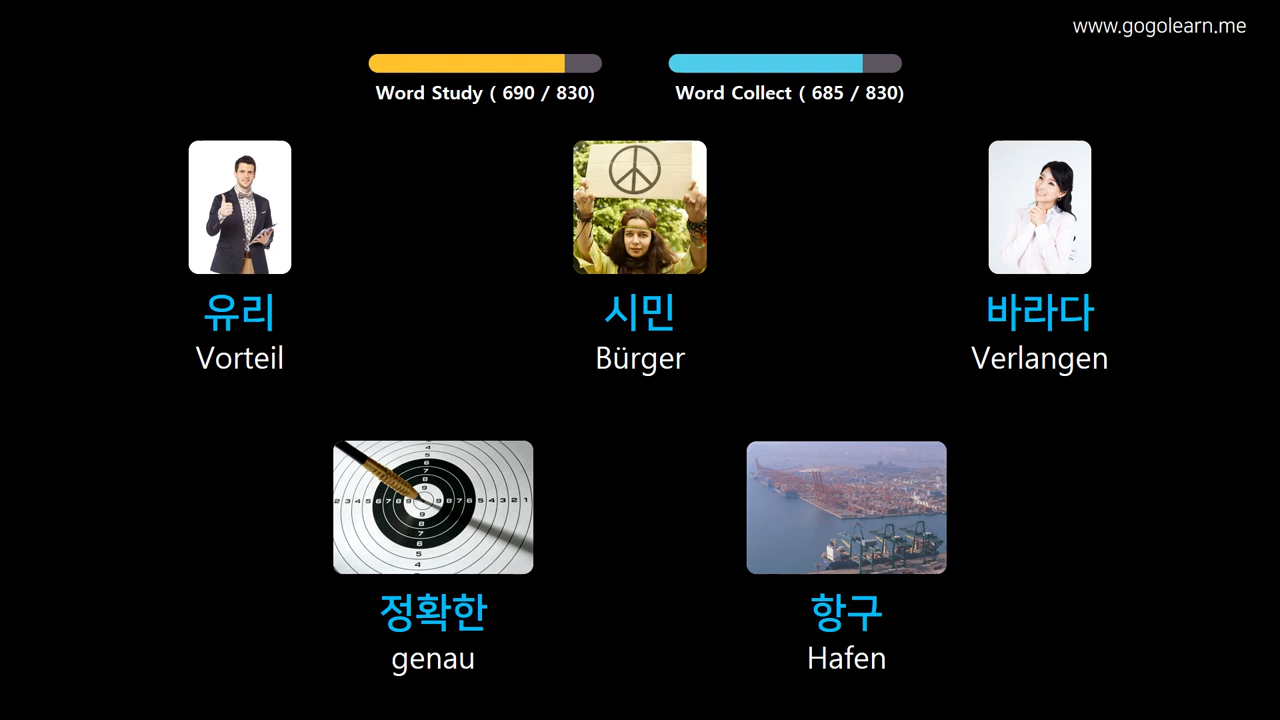 www.gogolearn.me
Word Study ( 690 / 830)
Word Collect ( 685 / 830)
유리
Vorteil
시민
Bürger
바라다
Verlangen
정확한
genau
항구
Hafen